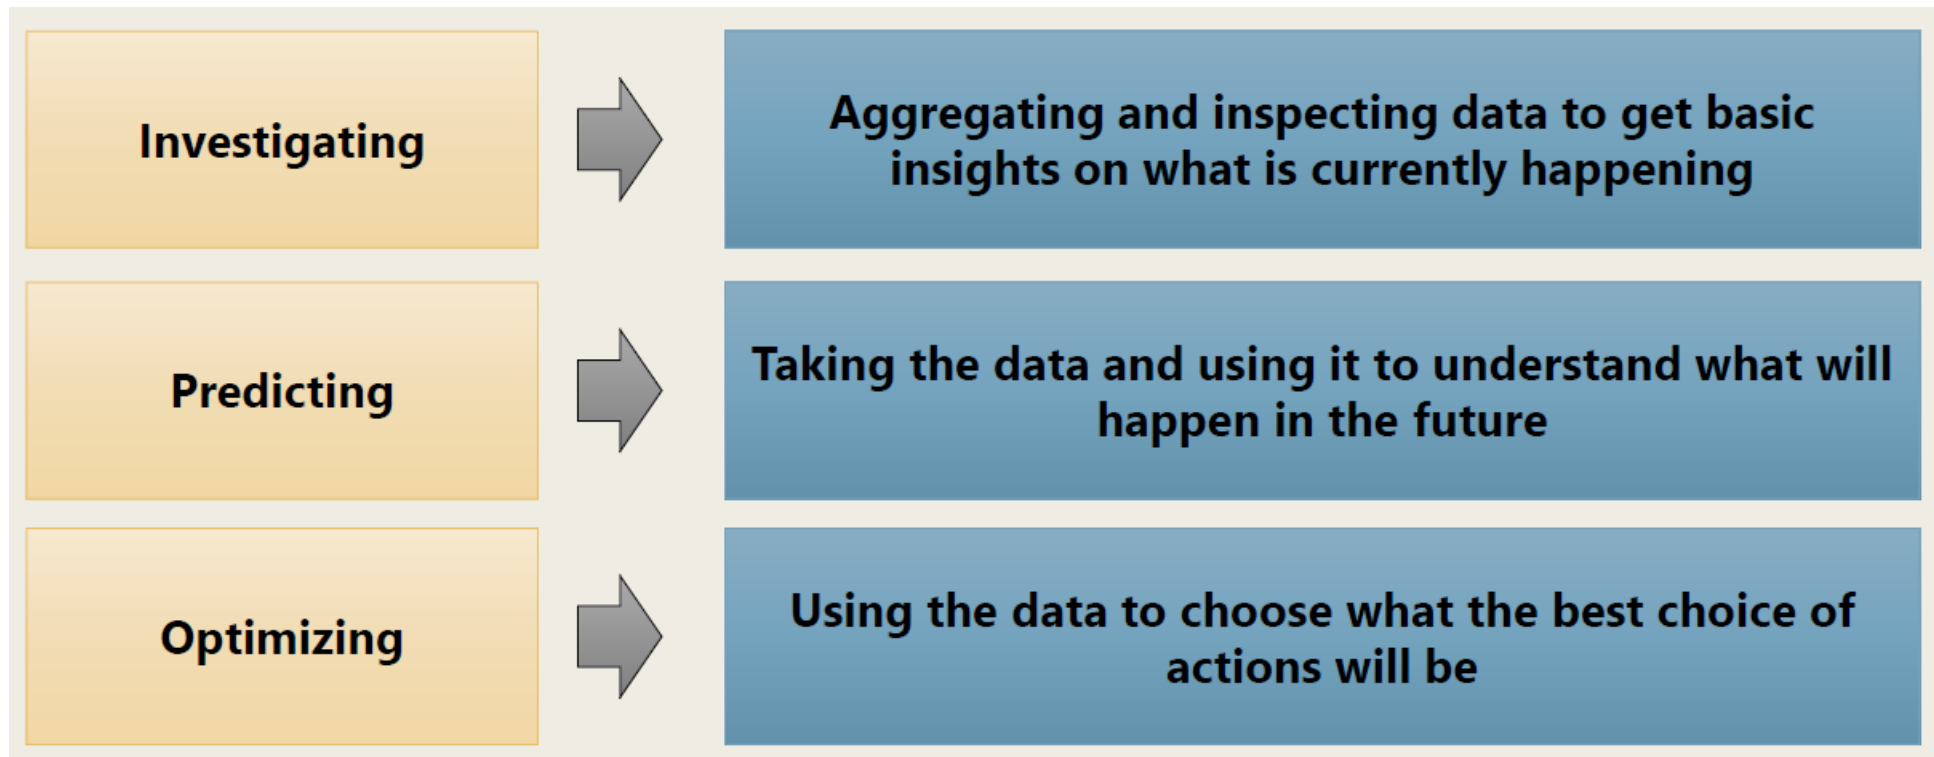 Investigating
Aggregating and inspecting data to get basic
insights on what is currently happening
Predicting
Taking the data and using it to understand what will
happen in the future
Optimizing
Using the data to choose what the best choice of
actions will be